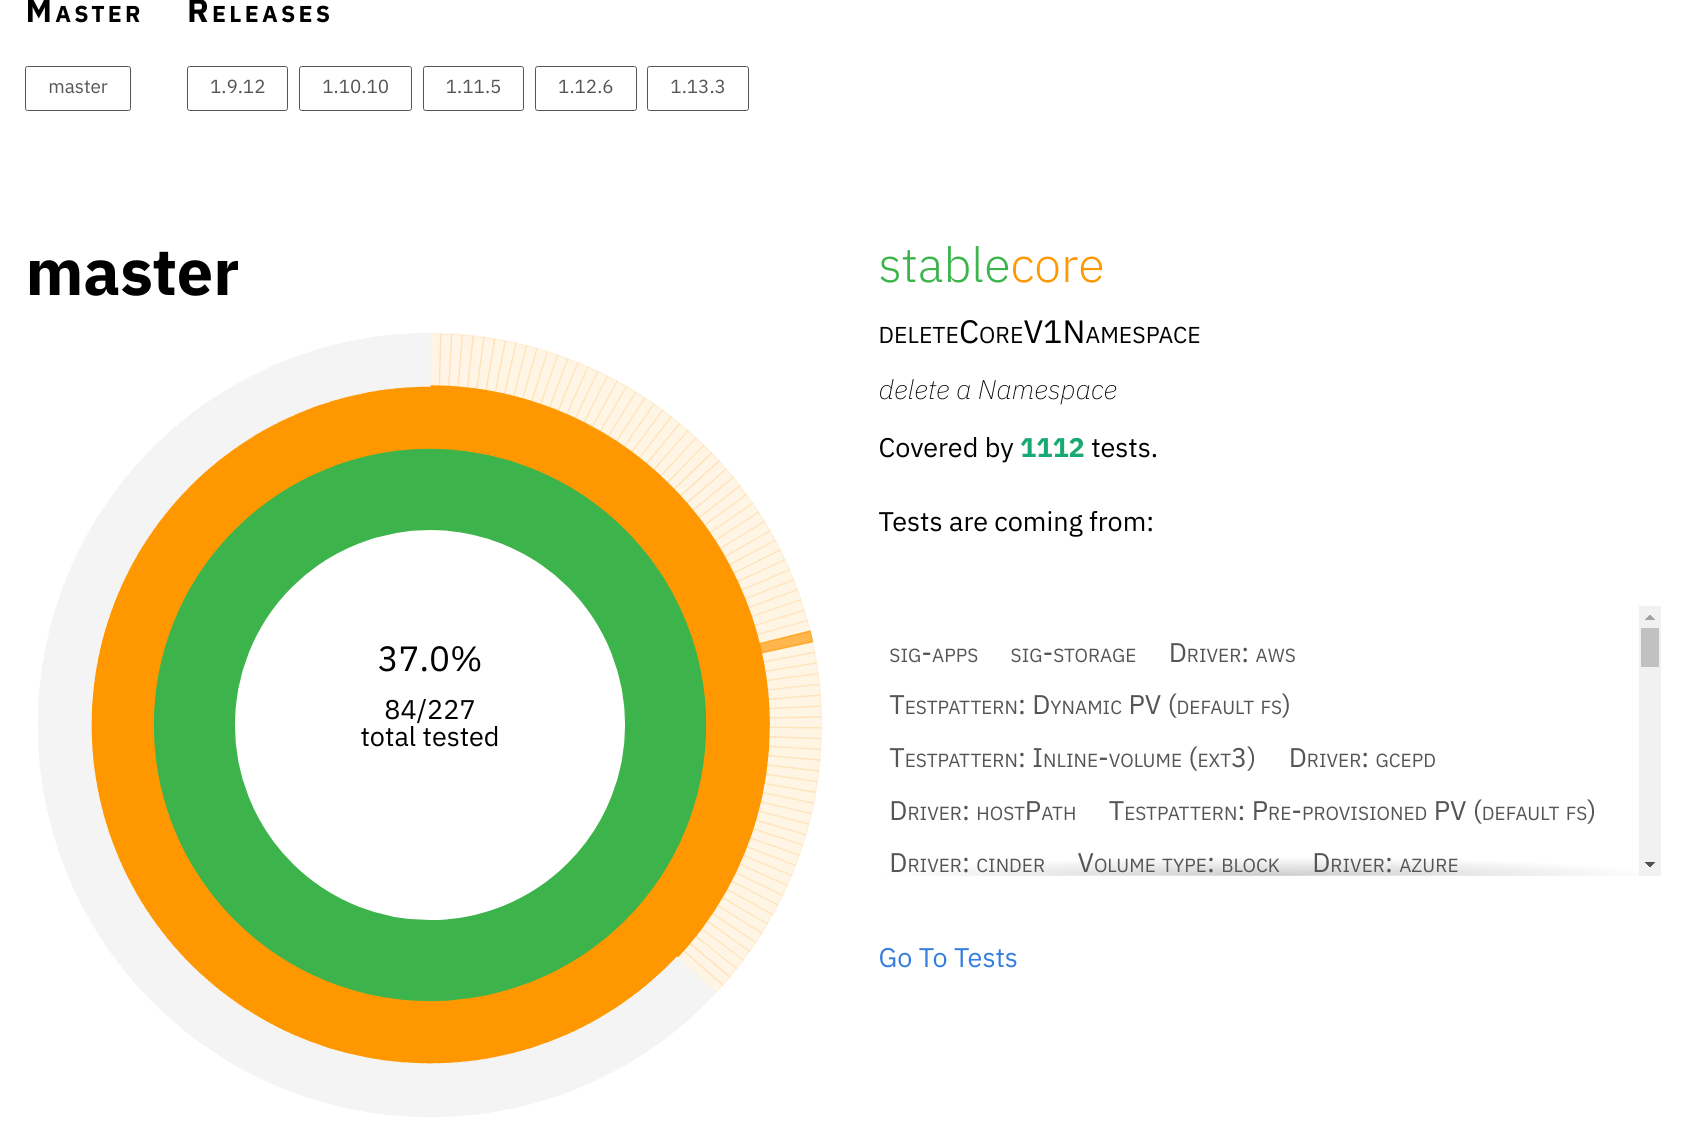 Master Releases
master 1.9.12 1.10.10 1.11.5 1.12.6 1.13.3
master
37.0%
84/227
total tested
stablecore
deleteCoreV1Namespace
delete a Namespace
Covered by 1112 tests.
Tests are coming from:
sig-apps sig-storage Driver: aws
Testpattern: Dynamic PV (default fs)
Testpattern: Inline-volume (ext3) Driver: gcepd
Driver: hostPath Testpattern: Pre-provisioned PV (default fs)
Driver: cinder Volume type: block Driver: azure
Go To Tests